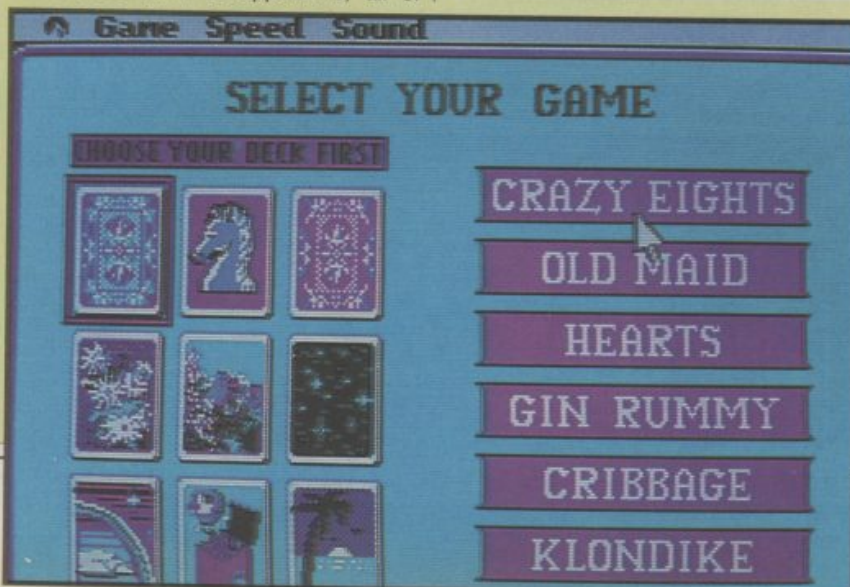 Game Speed Sound
SELECT YOUR GAME
CHOOSE YOUR DECK FIRST
CRAZY EIGHTS
OLD MAID
HEARTS
GIN RUMMY
CRIBBAGE
KLONDIKE